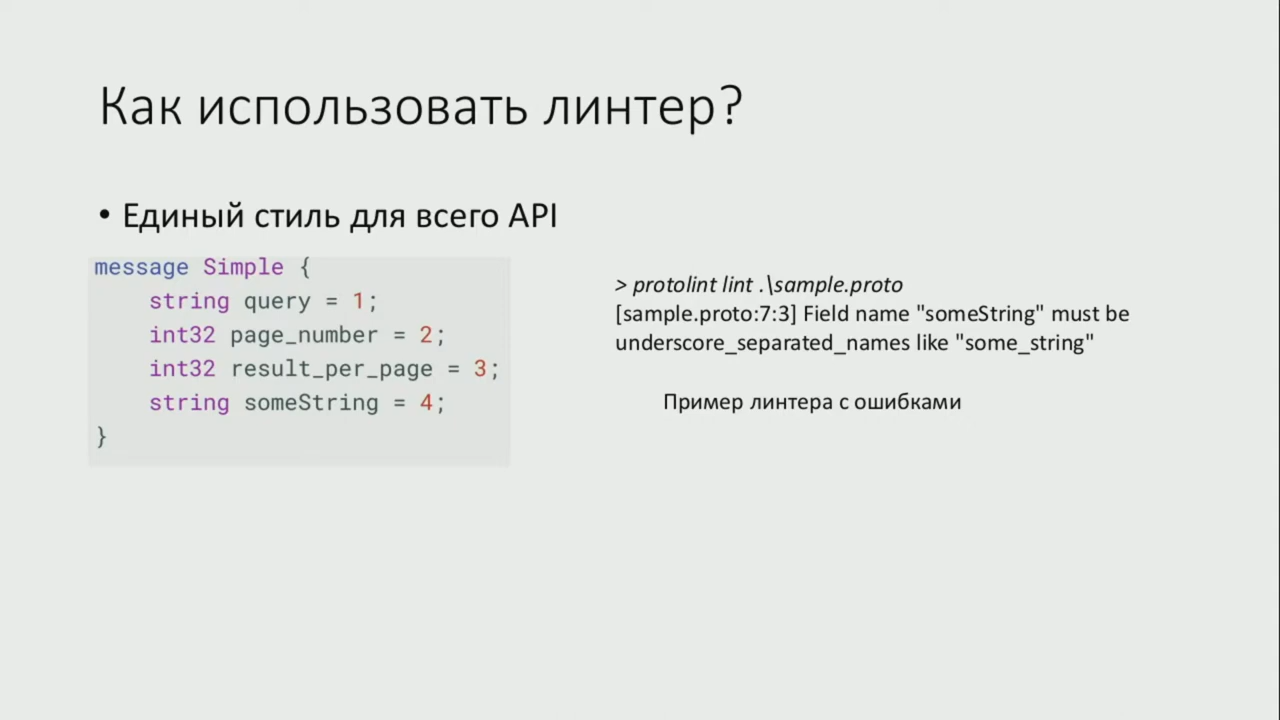 Как использовать линтер?
• Единый стиль для всего API
message Simple {
string query = 1;
int32 page_number = 2;
int32 result_per_page = 3;
string someString = 4;
}
> protolint lint .\sample.proto
[sample.proto:7:3] Field name "someString" must be
underscore_separated_names like "some_string"
Пример линтера с ошибками